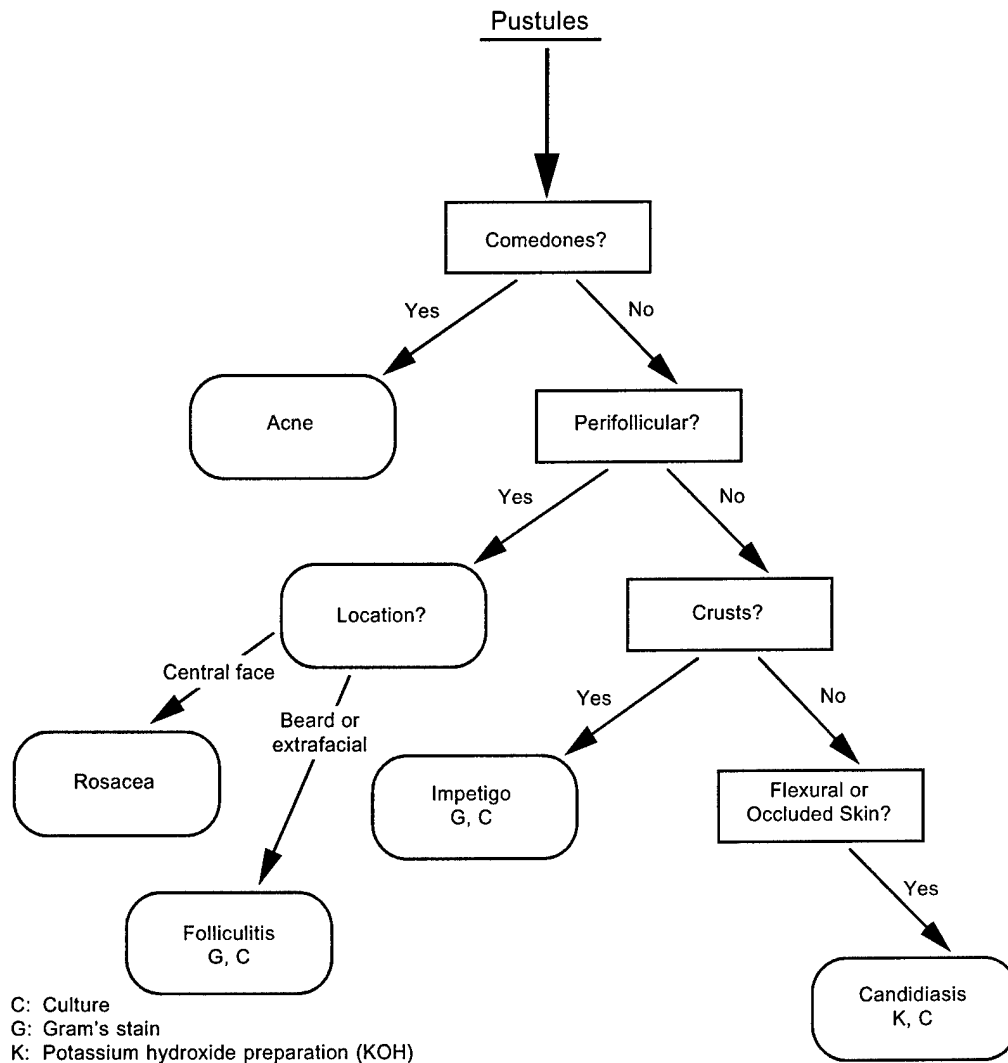 Pustules
Comedones?
Yes
No
Acne
Perifollicular?
Yes
No
Location?
Crusts?
Central face
Beard or
extrafacial
Yes
No
Rosacea
Impetigo
G, C
Flexural or
Occluded Skin?
Yes
Folliculitis
G, C
Candidiasis
K, C
C: Culture
G: Gram's stain
K: Potassium hydroxide preparation (KOH)